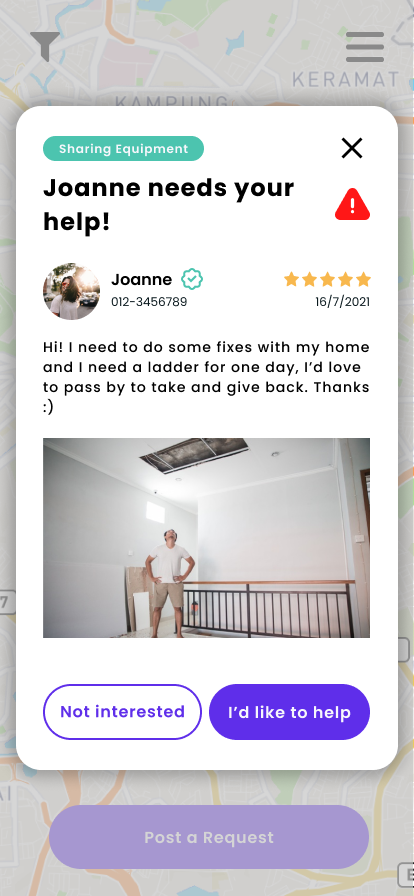 KERAMAT
KAMPUNG
Sharing Equipment
Joanne needs your
help!
Joanne
012-3456789
16/7/2021
Hi! I need to do some fixes with my home
and I need a ladder for one day, I’d love
to pass by to take and give back. Thanks
:)
7
Not interested
I’d like to help
Post a Request